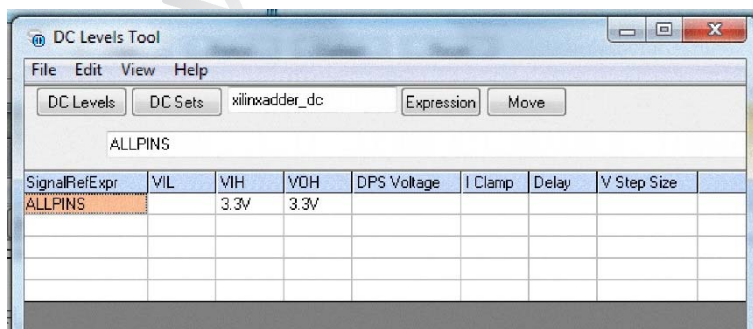 DC Levels Tool
File Edit View Help
DC Levels DC Sets xilinxadder_dc Expression Move
ALLPINS
SignalRefExpr VIL VIH VOH DPS Voltage I Clamp Delay V Step Size
ALLPINS 3.3V 3.3V